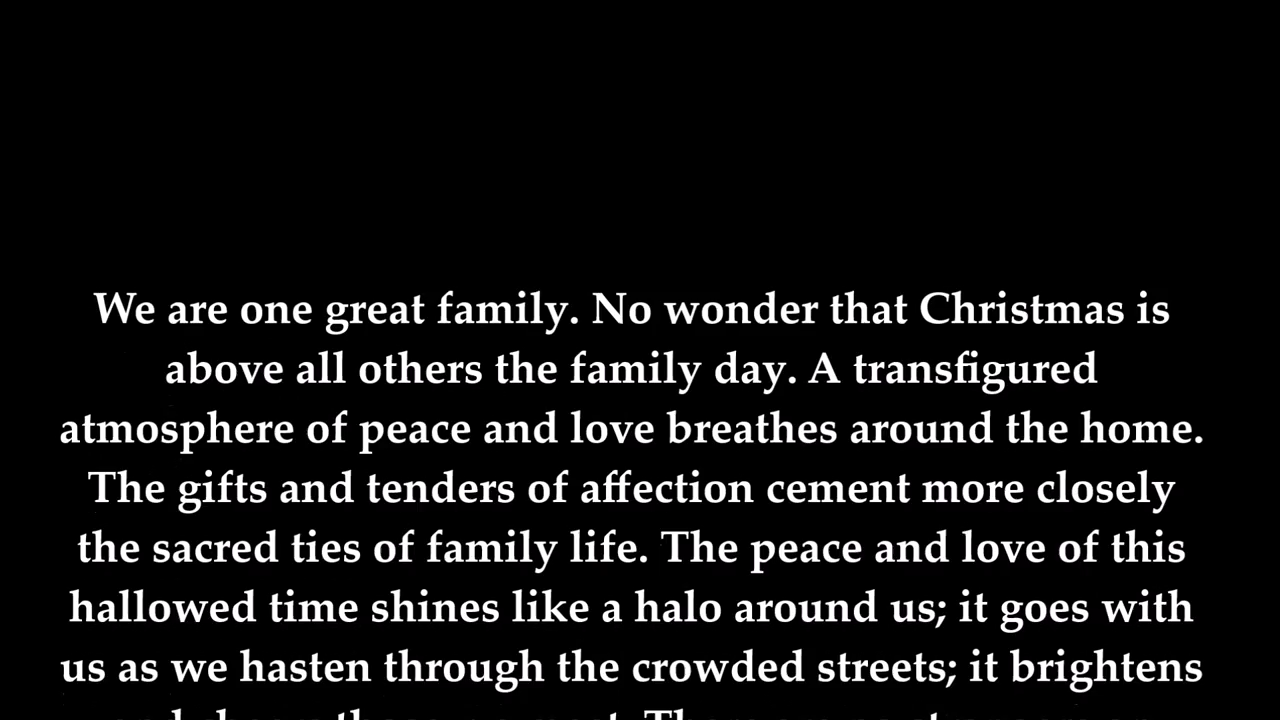 We are one great family. No wonder that Christmas is
above all others the family day. A transfigured
atmosphere of peace and love breathes around the home.
The gifts and tenders of affection cement more closely
the sacred ties of family life. The peace and love of this
hallowed time shines like a halo around us; it goes with
us as we hasten through the crowded streets; it brightens